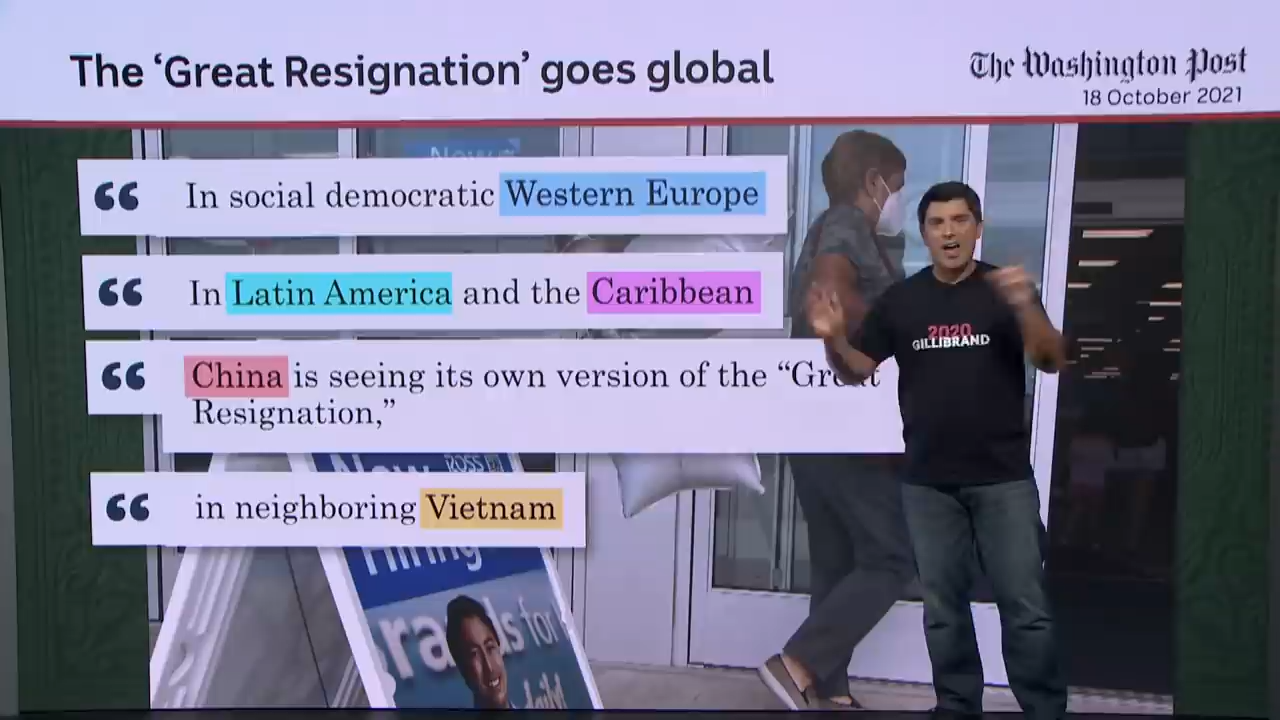 The ‘Great Resignation’ goes global
The Washington Post
18 October 2021
“ In social democratic Western Europe
“ In Latin America and the Caribbean
“ China is seeing its own version of the “Great
Resignation,”
“ in neighboring Vietnam
2020
GILLIBRAND
Now
ROSS
Hiring
for